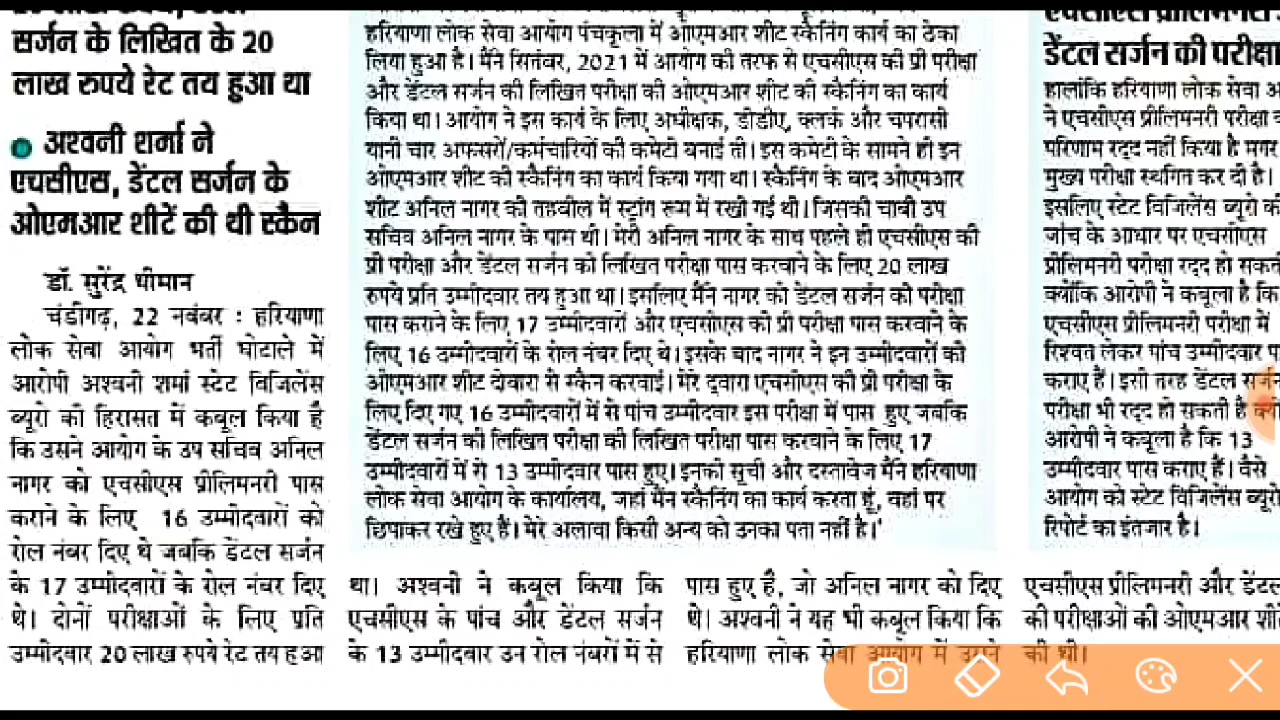 सर्जन के लिखित के 20
लाख रुपये रेट तय हुआ था
अश्वनी शर्मा ने
एचसीएस, डेंटल सर्जन के
ओएमआर शीटें की थी स्कैन
डॉ. सुरेंद्र धीमान
चंडीगढ़, 22 नवंबर : हरियाणा
लोक सेवा आयोग भर्ती घोटाले में
आरोपी अश्वनी शर्मा स्टेट विजिलेंस
ब्यूरो की हिरासत में कबूल किया है
कि उसने आयोग के उप सचिव अनिल
नागर को एचसीएस प्रीलिमनरी पास
कराने के लिए 16 उम्मीदवारों को
रोल नंबर दिए थे जबकि डेंटल सर्जन
के 17 उम्मीदवारों के रोल नंबर दिए
थे। दोनों परीक्षाओं के लिए प्रति
उम्मीदवार 20 लाख रुपये रेट तय हुआ
हरियाणा लोक सेवा आयोग पंचकूला में ओएमआर शीट स्कैनिंग कार्य का ठेका
लिया हुआ है। मैंने सितंबर, 2021 में आयोग की तरफ से एचसीएस की प्री परीक्षा
और डेंटल सर्जन की लिखित परीक्षा की ओएमआर शीट की स्कैनिंग का कार्य
किया था। आयोग ने इस कार्य के लिए अधीक्षक, डीडीए, क्लर्क और चपरासी
यानी चार अफसरों/कर्मचारियों की कमेटी बनाई ती। इस कमेटी के सामने ही इन
ओएमआर शीट की स्कैनिंग का कार्य किया गया था। स्कैनिंग के बाद ओएमआर
शीट अनिल नागर की तहवील में स्ट्रांग रूम में रखी गई थी। जिसकी चाबी उप
सचिव अनिल नागर के पास थी। मेरी अनिल नागर के साथ पहले ही एचसीएस की
प्री परीक्षा और डेंटल सर्जन की लिखित परीक्षा पास करवाने के लिए 20 लाख
रुपये प्रति उम्मीदवार तय हुआ था। इसलिए मैंने नागर को डेंटल सर्जन की परीक्षा
पास कराने के लिए 17 उम्मीदवारों और एचसीएस की प्री परीक्षा पास करवाने के
लिए 16 उम्मीदवारों के रोल नंबर दिए थे। इसके बाद नागर ने इन उम्मीदवारों की
ओएमआर शीट दोबारा से स्कैन करवाई। मेरे द्वारा एचसीएस की प्री परीक्षा के
लिए दिए गए 16 उम्मीदवारों में से पांच उम्मीदवार इस परीक्षा में पास हुए जबकि
डेंटल सर्जन की लिखित परीक्षा की लिखित परीक्षा पास करवाने के लिए 17
उम्मीदवारों में से 13 उम्मीदवार पास हुए। इनकी सूची और दस्तावेज मैंने हरियाणा
लोक सेवा आयोग के कार्यालय, जहां मैन स्कैनिंग का कार्य करता हूं, वहां पर
छिपाकर रखे हुए हैं। मेरे अलावा किसी अन्य को उनका पता नहीं है।'
था। अश्वनी ने कबूल किया कि
एचसीएस के पांच और डेंटल सर्जन
के 13 उम्मीदवार उन रोल नंबरों में से
पास हुए है, जो अनिल नागर को दिए
थे। अश्वनी ने यह भी कबूल किया कि
हरियाणा लोक सेवा आयोग में उसने
डेंटल सर्जन की परीक्षा
हालांकि हरियाणा लोक सेवा
ने एचसीएस प्रीलिमनरी परीक्षा
परिणाम रद्द नहीं किया है मगर
मुख्य परीक्षा स्थगित कर दी है।
इसलिए स्टेट विजिलेंस ब्यूरो की
जांच के आधार पर एचसीएस
प्रीलिमनरी परीक्षा रद्द हो सकती
क्योंकि आरोपी ने कबूला है कि
एचसीएस प्रीलिमनरी परीक्षा में
रिश्वत लेकर पांच उम्मीदवार
कराए हैं। इसी तरह डेंटल सर्जन
परीक्षा भी रद्द हो सकती है
आरोपी ने कबूला है कि 13
उम्मीदवार पास कराए हैं। वैसे
आयोग को स्टेट विजिलेंस ब्यूरो
रिपोर्ट का इंतजार है।
एचसीएस प्रीलिमनरी और डेंटल
की परीक्षाओं की ओएमआर
की थी।